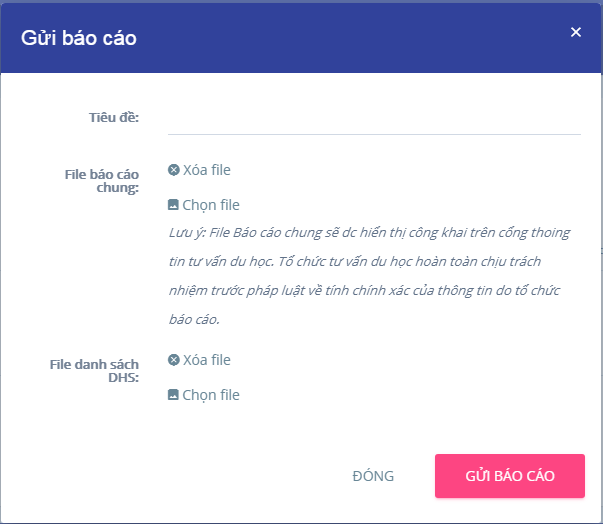 Gửi báo cáo
Tiêu đề:
File báo cáo
chung:
Xóa file
Chọn file
Lưu ý: File Báo cáo chung sẽ dc hiển thị công khai trên cổng thoing
tin tư vấn du học. Tổ chức tư vấn du học hoàn toàn chịu trách
nhiệm trước pháp luật về tính chính xác của thông tin do tổ chức
báo cáo.
File danh sách
DHS:
Xóa file
Chọn file
ĐÓNG
GỬI BÁO CÁO